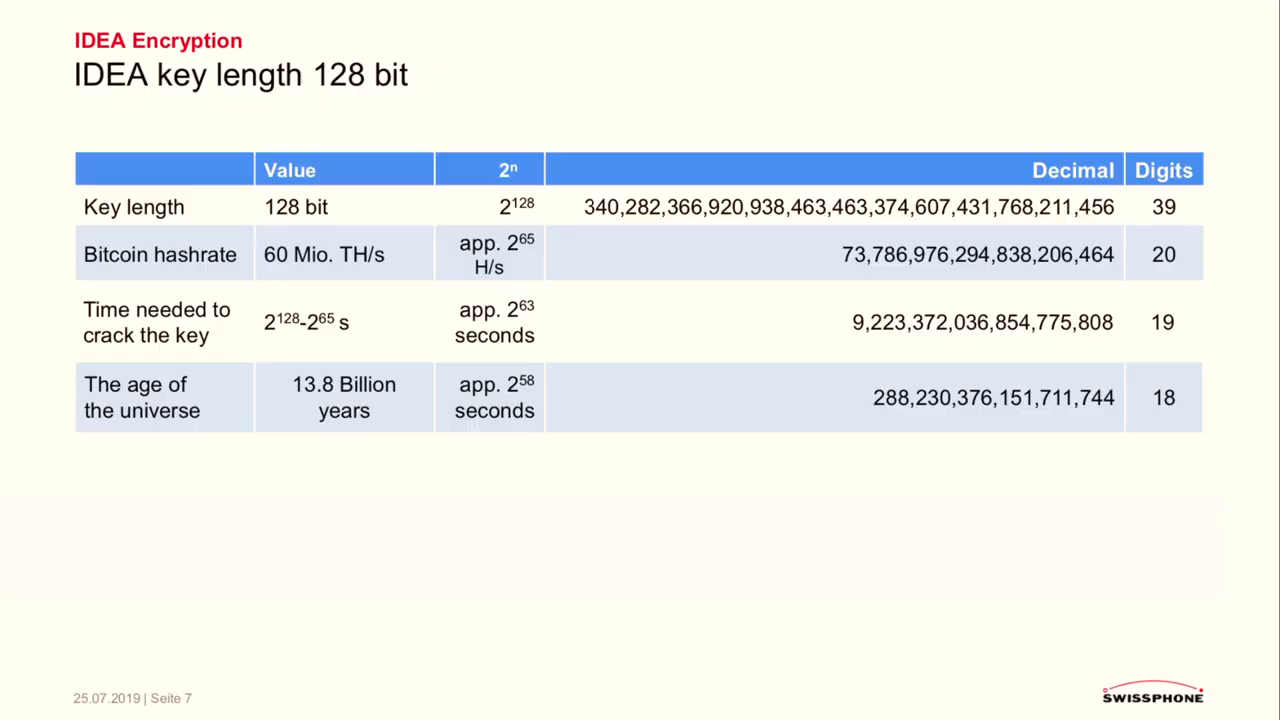 IDEA Encryption
IDEA key length 128 bit
Value 2ⁿ Decimal Digits
Key length 128 bit 2¹²⁸ 340,282,366,920,938,463,463,374,607,431,768,211,456 39
Bitcoin hashrate 60 Mio. TH/s app. 2⁶⁵ H/s 73,786,976,294,838,206,464 20
Time needed to crack the key 2¹²⁸-2⁶⁵ s app. 2⁶³ seconds 9,223,372,036,854,775,808 19
The age of the universe 13.8 Billion years app. 2⁵⁸ seconds 288,230,376,151,711,744 18
25.07.2019 | Seite 7
SWISSPHONE